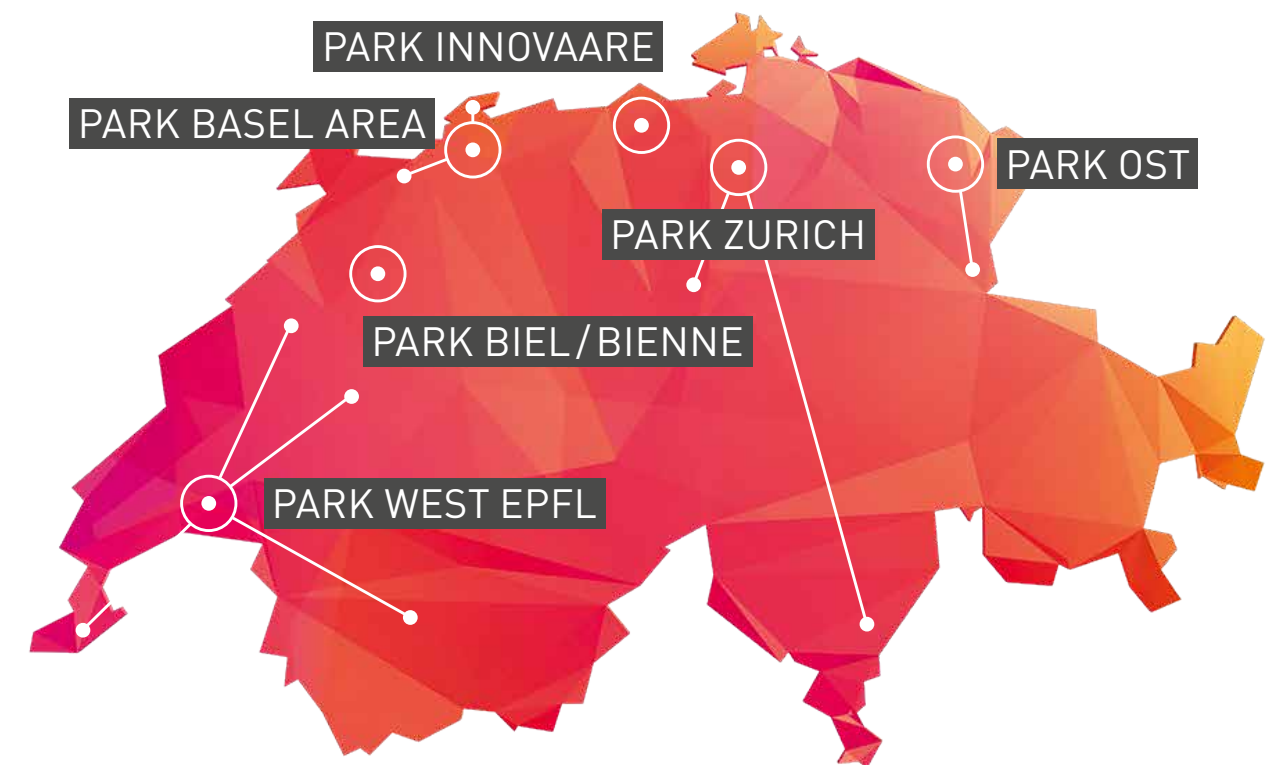 PARK INNOVAARE
PARK BASEL AREA
PARK OST
PARK ZURICH
PARK BIEL/BIENNE
PARK WEST EPFL